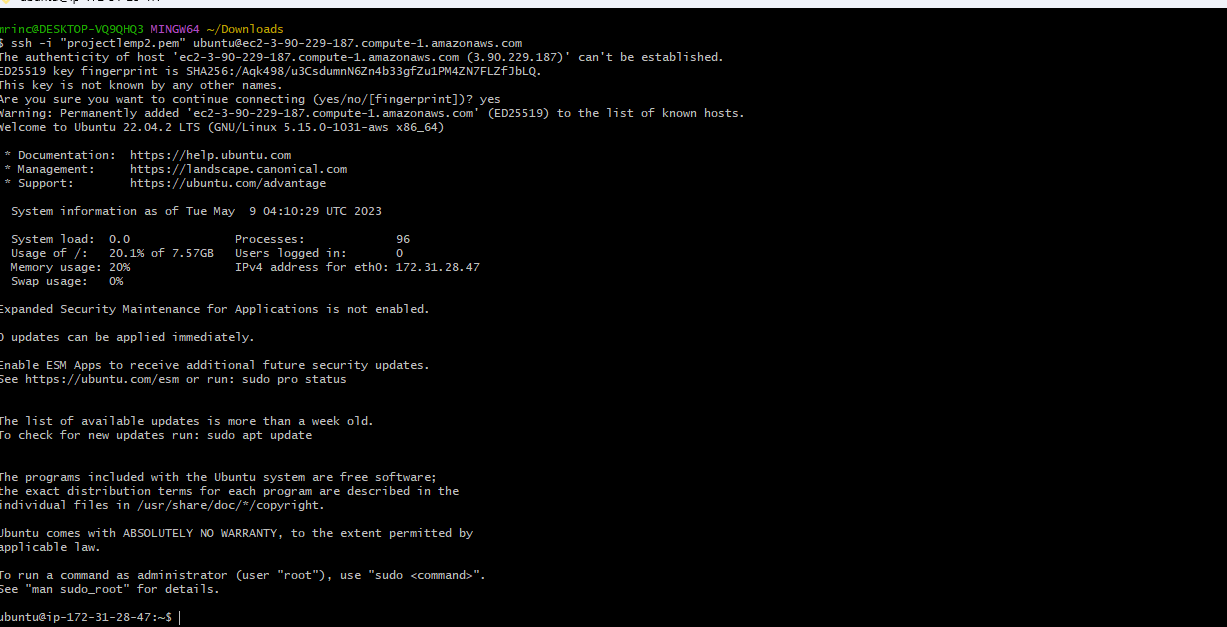 mrinc@DESKTOP-VQ9QHQ3 MINGW64 ~/Downloads
$ ssh -i "projectlemp2.pem" ubuntu@ec2-3-90-229-187.compute-1.amazonaws.com
The authenticity of host 'ec2-3-90-229-187.compute-1.amazonaws.com (3.90.229.187)' can't be established.
ED25519 key fingerprint is SHA256:/Aqk498/u3CsdumnN6Zn4b33gfZu1PM4ZN7FLZfJbLQ.
This key is not known by any other names.
Are you sure you want to continue connecting (yes/no/[fingerprint])? yes
Warning: Permanently added 'ec2-3-90-229-187.compute-1.amazonaws.com' (ED25519) to the list of known hosts.
Welcome to Ubuntu 22.04.2 LTS (GNU/Linux 5.15.0-1031-aws x86_64)
* Documentation: https://help.ubuntu.com
* Management: https://landscape.canonical.com
* Support: https://ubuntu.com/advantage
System information as of Tue May 9 04:10:29 UTC 2023
System load: 0.0 Processes: 96
Usage of /: 20.1% of 7.57GB Users logged in: 0
Memory usage: 20% IPv4 address for eth0: 172.31.28.47
Swap usage: 0%
Expanded Security Maintenance for Applications is not enabled.
0 updates can be applied immediately.
Enable ESM Apps to receive additional future security updates.
See https://ubuntu.com/esm or run: sudo pro status
The list of available updates is more than a week old.
To check for new updates run: sudo apt update
The programs included with the Ubuntu system are free software;
the exact distribution terms for each program are described in the
individual files in /usr/share/doc/*/copyright.
Ubuntu comes with ABSOLUTELY NO WARRANTY, to the extent permitted by
applicable law.
To run a command as administrator (user "root"), use "sudo <command>".
See "man sudo_root" for details.
ubuntu@ip-172-31-28-47:~$